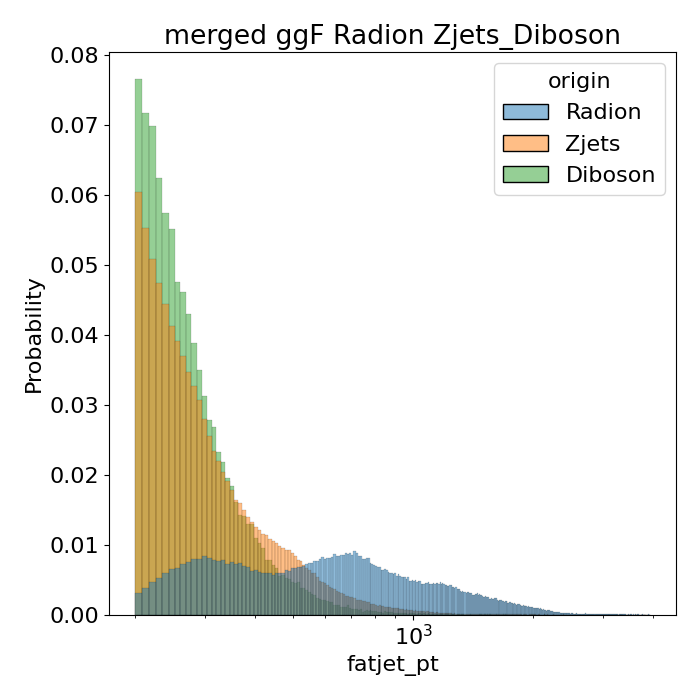 merged ggF Radion Zjets_Diboson
origin
Radion
Zjets
Diboson
0.08
0.07
0.06
0.05
0.04
0.03
0.02
0.01
0.00
Probability
10³
fatjet_pt